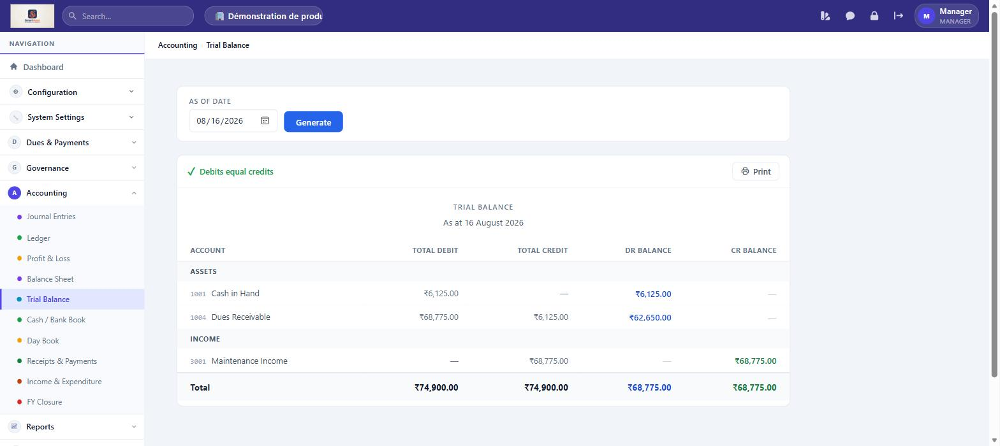 SmartAsset
Search...
Démonstration de produ
Manager
M
MANAGER
NAVIGATION
Accounting
Trial Balance
Dashboard
Configuration
System Settings
D Dues & Payments
G Governance
A Accounting
Journal Entries
Ledger
Profit & Loss
Balance Sheet
Trial Balance
Cash / Bank Book
Day Book
Receipts & Payments
Income & Expenditure
FY Closure
Reports
AS OF DATE
08/16/2026
Generate
✓ Debits equal credits
Print
TRIAL BALANCE
As at 16 August 2026
ACCOUNT TOTAL DEBIT TOTAL CREDIT DR BALANCE CR BALANCE
ASSETS
1001 Cash in Hand ₹6,125.00 — ₹6,125.00 —
1004 Dues Receivable ₹68,775.00 ₹6,125.00 ₹62,650.00 —
INCOME
3001 Maintenance Income — ₹68,775.00 — ₹68,775.00
Total ₹74,900.00 ₹74,900.00 ₹68,775.00 ₹68,775.00